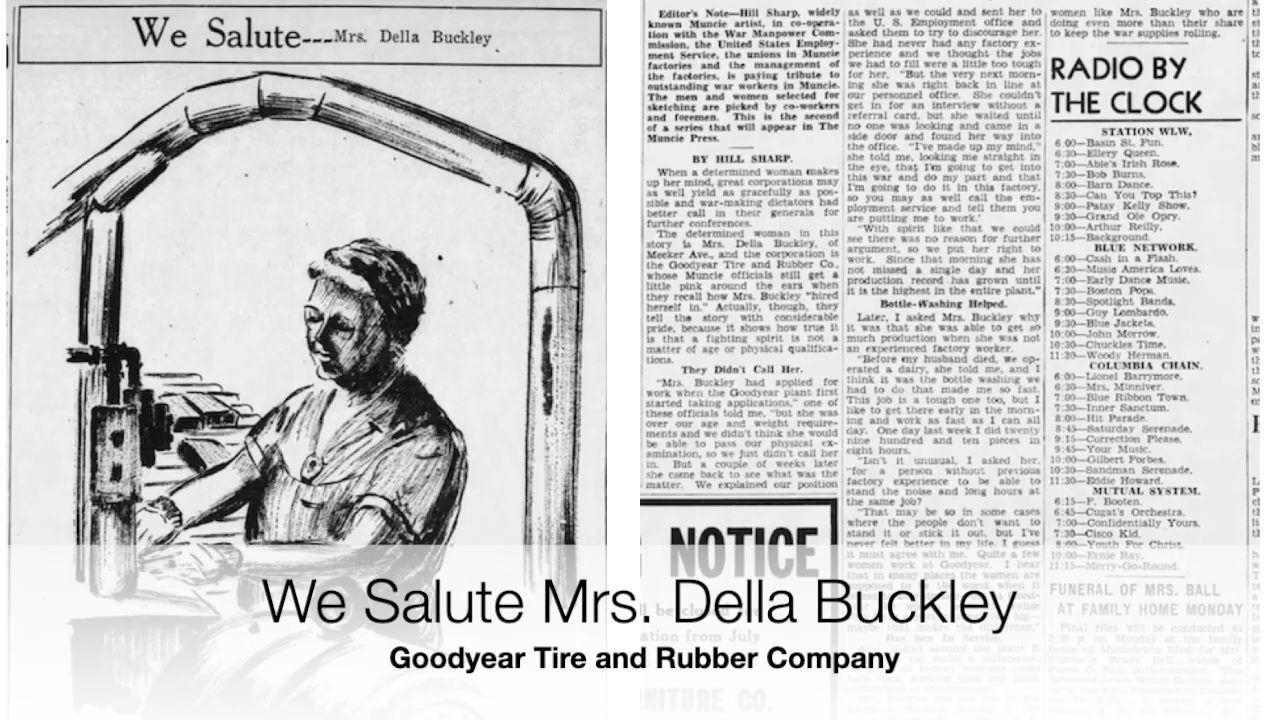 We Salute---Mrs. Della Buckley
Editor's Note—Hill Sharp, widely
known Muncie artist, in co-opera-
tion with the War Manpower Com-
mission, the United States Employ-
ment Service, the unions in Muncie
factories and the management of
the factories, is paying tribute to
outstanding war workers in Muncie.
The men and women selected for
sketching are picked by co-workers
and foremen. This is the second
of a series that will appear in The
Muncie Press.
BY HILL SHARP.
When a determined woman makes
up her mind, great corporations may
as well yield as gracefully as pos-
sible and war-making dictators had
better call in their generals for
further conferences.
The determined woman in this
story is Mrs. Della Buckley, of
Meeker Ave., and the corporation is
the Goodyear Tire and Rubber Co.,
whose Muncie officials still get a
little pink around the ears when
they recall how Mrs. Buckley "hired
herself in." Actually, though, they
tell the story with considerable
pride, because it shows how true it
is that a fighting spirit is not a
matter of age or physical qualifica-
tions.
They Didn't Call Her.
"Mrs. Buckley had applied for
work when the Goodyear plant first
started taking applications," one of
these officials told me, "but she was
over our age and weight require-
ments and we didn't think she would
be able to pass our physical ex-
amination, so we just didn't call her
in. But a couple of weeks later
she came back to see what was the
matter. We explained our position
as well as we could and sent her to
the U. S. Employment office and
asked them to try to discourage her.
She had never had any factory ex-
perience and we thought the jobs
we had to fill were a little too tough
for her. "But the very next morn-
ing she was right back in line at
our personnel office. She couldn't
get in for an interview without a
referral card, but she waited until
no one was looking and came in a
side door and found her way into
the office. "I've made up my mind,"
she told me, looking me straight in
the eye, that I'm going to get into
this war and do my part and that
I'm going to do it in this factory,
so you may as well call the em-
ployment service and tell them you
are putting me to work.'
"With spirit like that we could
see there was no reason for further
argument, so we put her right to
work. Since that morning she has
not missed a single day and her
production record has grown until
it is the highest in the entire plant."
Bottle-Washing Helped.
Later, I asked Mrs. Buckley why
it was that she was able to get so
much production when she was not
an experienced factory worker.
"Before my husband died, we op-
erated a dairy, she told me, and I
think it was the bottle washing we
had to do that made me so fast.
This job is a tough one too, but I
like to get there early in the morn-
ing and work as fast as I can all
day. One day last week I did twenty
nine hundred and ten pieces in
eight hours.
"Isn't it unusual, I asked her,
"for a person without previous
factory experience to be able to
stand the noise and long hours at
the same job?
"That may be so in some cases
where the people don't want to
stand it or stick it out, but I've
never felt better in my life. I guess
it must agree with me. Quite a few
women work at Goodyear. I hear
that in many places the women are
women like Mrs. Buckley who are
doing even more than their share
to keep the war supplies rolling.
RADIO BY
THE CLOCK
STATION WLW,
6:00—Basin St. Fun.
6:30—Ellery Queen.
7:00—Abie's Irish Rose,
7:30—Bob Burns.
8:00—Barn Dance.
8:30—Can You Top This?
9:00—Patsy Kelly Show.
9:30—Grand Ole Opry.
10:00—Arthur Reilly.
10:15—Background.
BLUE NETWORK.
6:00—Cash in a Flash.
6:30—Music America Loves.
7:00—Early Dance Music.
7:30—Boston Pops.
8:30—Spotlight Bands.
9:00—Guy Lombardo.
9:30—Blue Jackets.
10:00—John Morrow.
10:30—Chuckles Time.
11:30—Woody Herman.
COLUMBIA CHAIN.
6:00—Lionel Barrymore.
6:30—Mrs. Minniver.
7:00—Blue Ribbon Town.
7:30—Inner Sanctum.
8:00—Hit Parade.
8:45—Saturday Serenade.
9:15—Correction Please.
9:45—Your Music.
10:00—Gilbert Forbes.
10:30—Sandman Serenade.
11:30—Eddie Howard.
MUTUAL SYSTEM.
6:15—F. Booten.
6:45—Cugat's Orchestra.
7:00—Confidentially Yours.
7:30—Cisco Kid.
8:00—Youth For Christ.
10:00—Ernie Ray.
11:15—Merry-Go-Round.
FUNERAL OF MRS. BALL
AT FAMILY HOME MONDAY
Final rites will be conducted at
NOTICE
ation from July
NITURE CO.
We Salute Mrs. Della Buckley
Goodyear Tire and Rubber Company